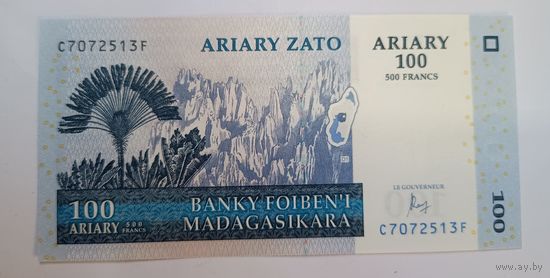 C7072513F
ARIARY ZATO
ARIARY
100
500 FRANCS
LE GOUVERNEUR
C7072513F
100
100
ARIARY
500
FRANCS
BANKY FOIBEN'I
MADAGASIKARA
www.ay.by